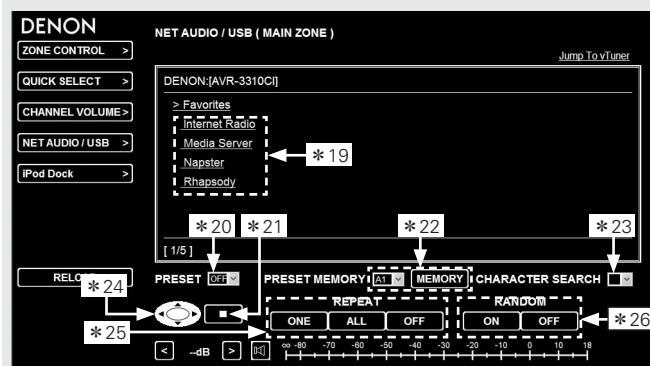 DENON
NET AUDIO / USB ( MAIN ZONE )
ZONE CONTROL >
Jump To vTuner
QUICK SELECT >
DENON:[AVR-3310CI]
CHANNEL VOLUME >
> Favorites
Internet Radio
NET AUDIO / USB >
Media Server
*19
Napster
iPod Dock >
Rhapsody
*20 *21 *22 *23
[ 1/5 ]
PRESET OFF PRESET MEMORY A1 MEMORY CHARACTER SEARCH
*24
REPEAT RANDOM
ONE ALL OFF ON OFF
*25 *26
< --dB >
∞ -80 -70 -60 -50 -40 -30 -20 -10 0 10 18